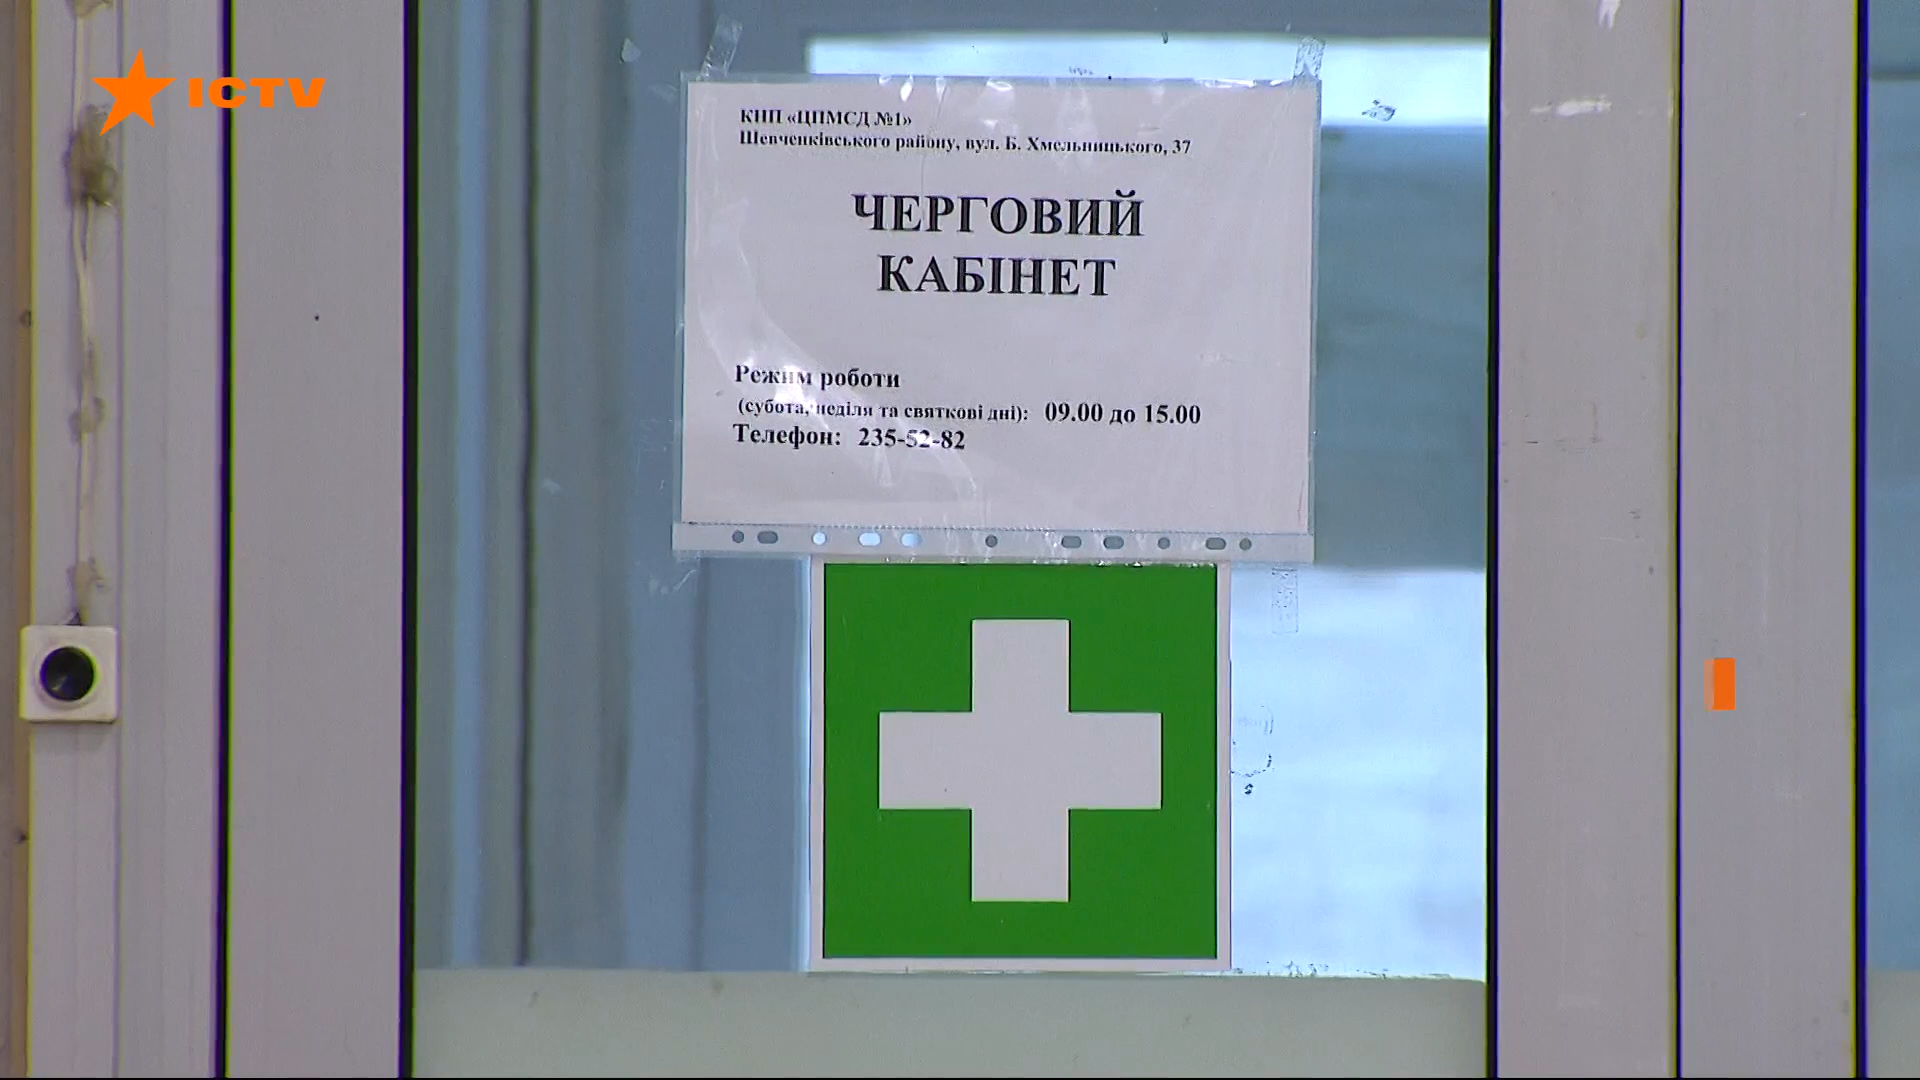 ICTV
КНП «ЦПМСД №1»
Шевченківського району, вул. Б. Хмельницького, 37
ЧЕРГОВИЙ
КАБІНЕТ
Режим роботи
(субота, неділя та святкові дні): 09.00 до 15.00
Телефон: 235-52-82